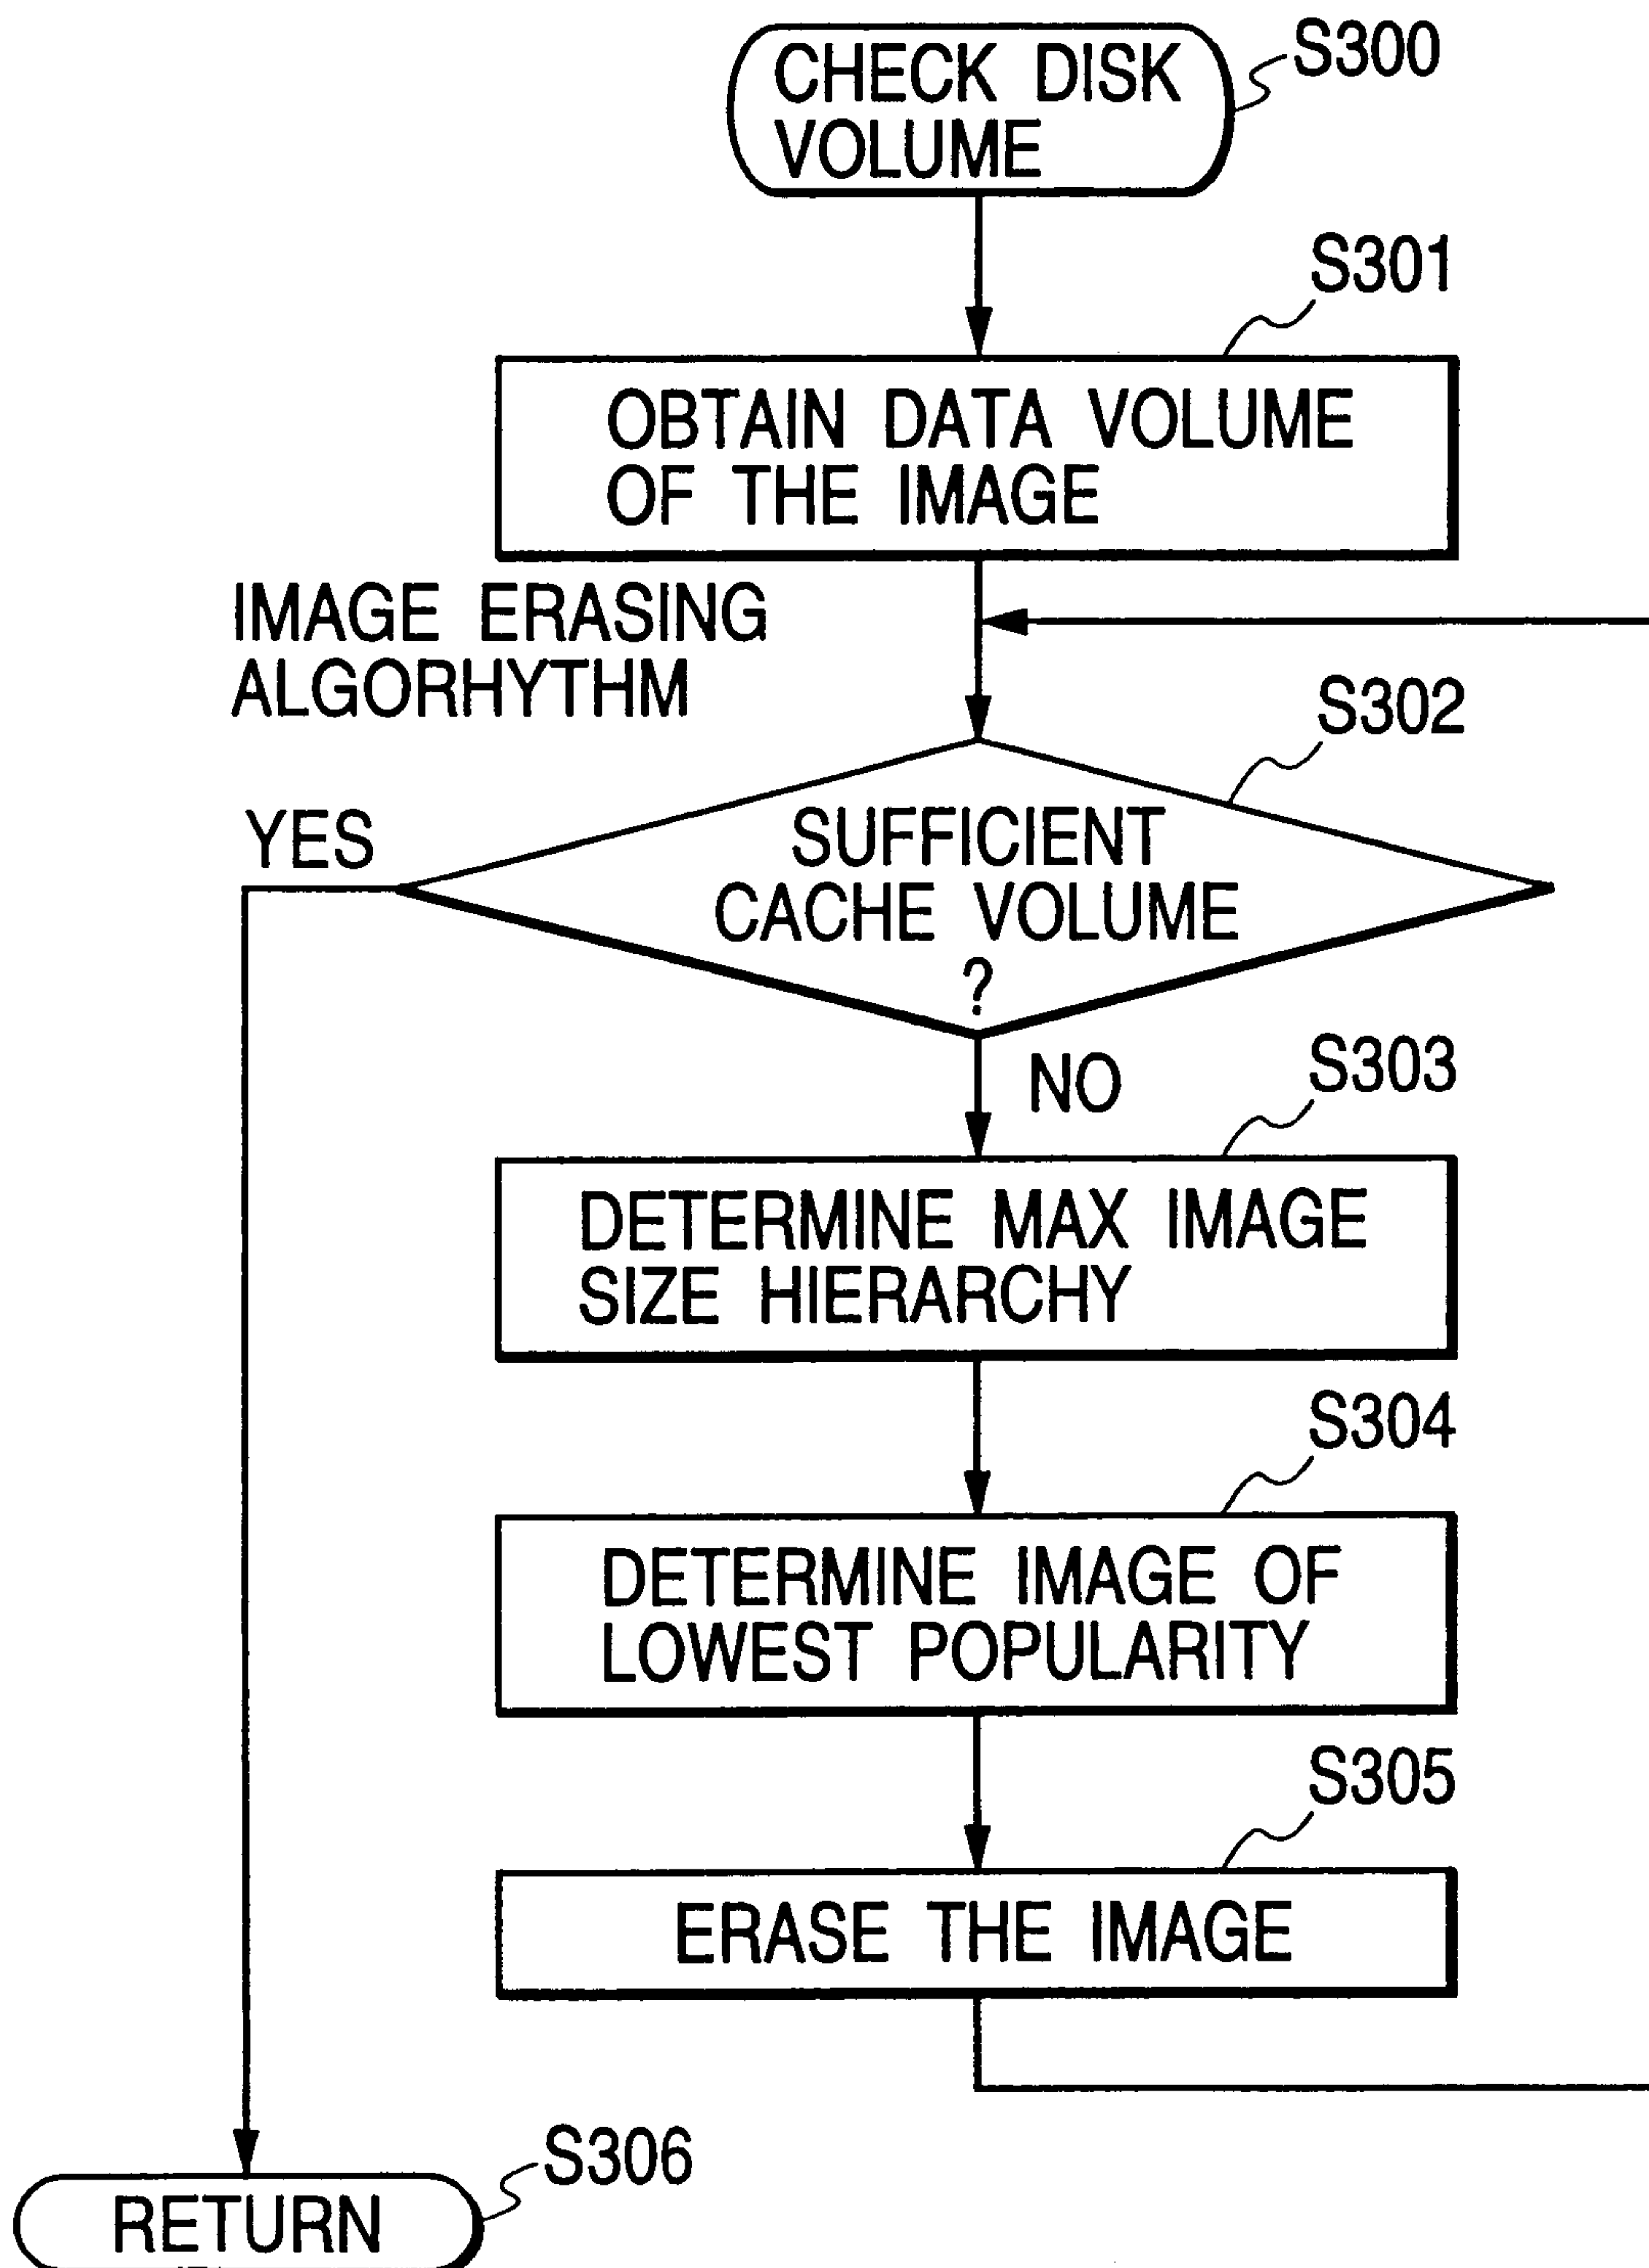 CHECK DISK
VOLUME
S300
S301
OBTAIN DATA VOLUME
OF THE IMAGE
IMAGE ERASING
ALGORHYTHM
S302
YES
SUFFICIENT
CACHE VOLUME
?
NO
S303
DETERMINE MAX IMAGE
SIZE HIERARCHY
S304
DETERMINE IMAGE OF
LOWEST POPULARITY
S305
ERASE THE IMAGE
S306
RETURN